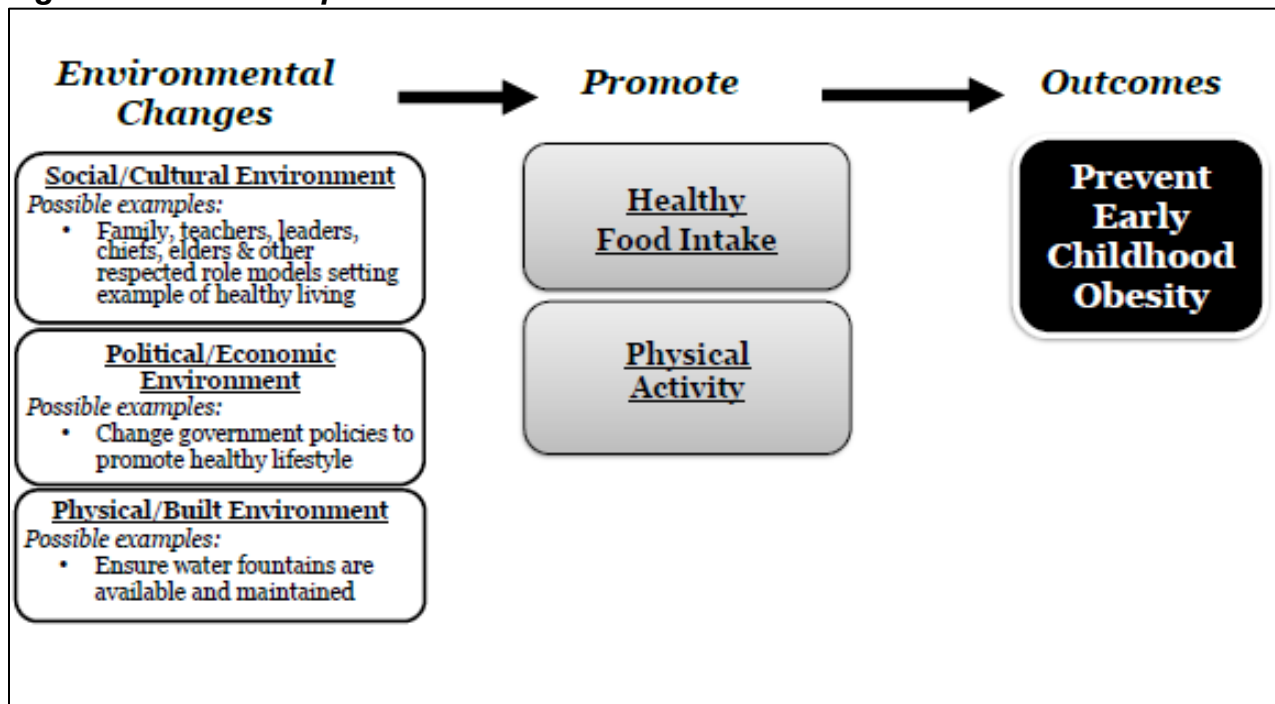 Environmental
Changes
Promote
Outcomes
Social/Cultural Environment
Possible examples:
• Family, teachers, leaders,
chiefs, elders & other
respected role models setting
example of healthy living
Political/Economic
Environment
Possible examples:
• Change government policies to
promote healthy lifestyle
Physical/Built Environment
Possible examples:
• Ensure water fountains are
available and maintained
Healthy
Food Intake
Physical
Activity
Prevent
Early
Childhood
Obesity